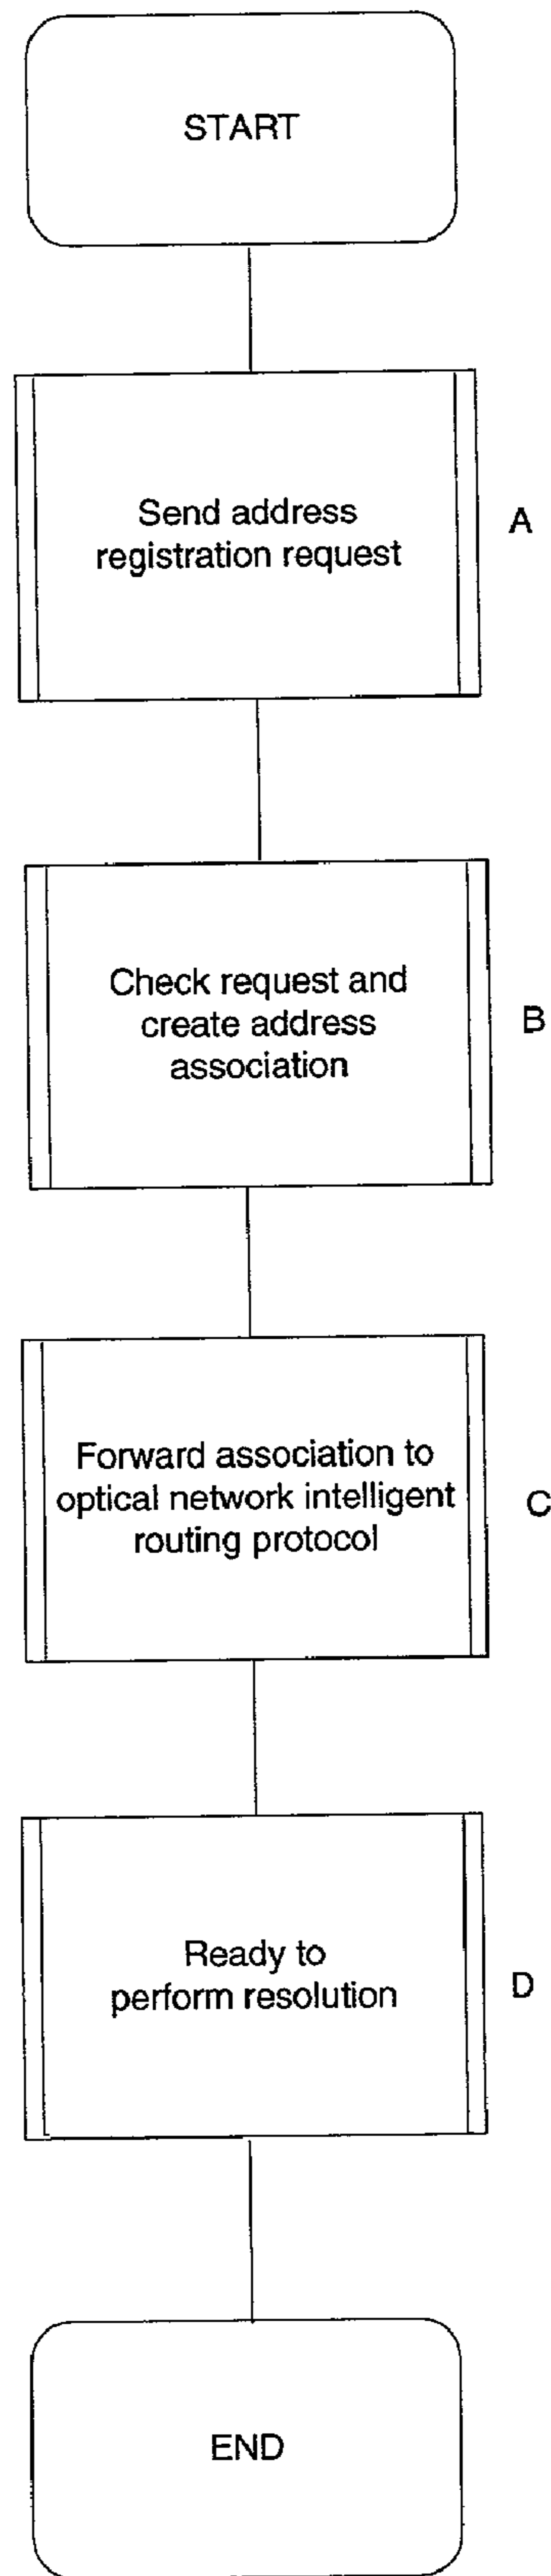 START
Send address
registration request
A
Check request and
create address
association
B
Forward association to
optical network intelligent
routing protocol
C
Ready to
perform resolution
D
END